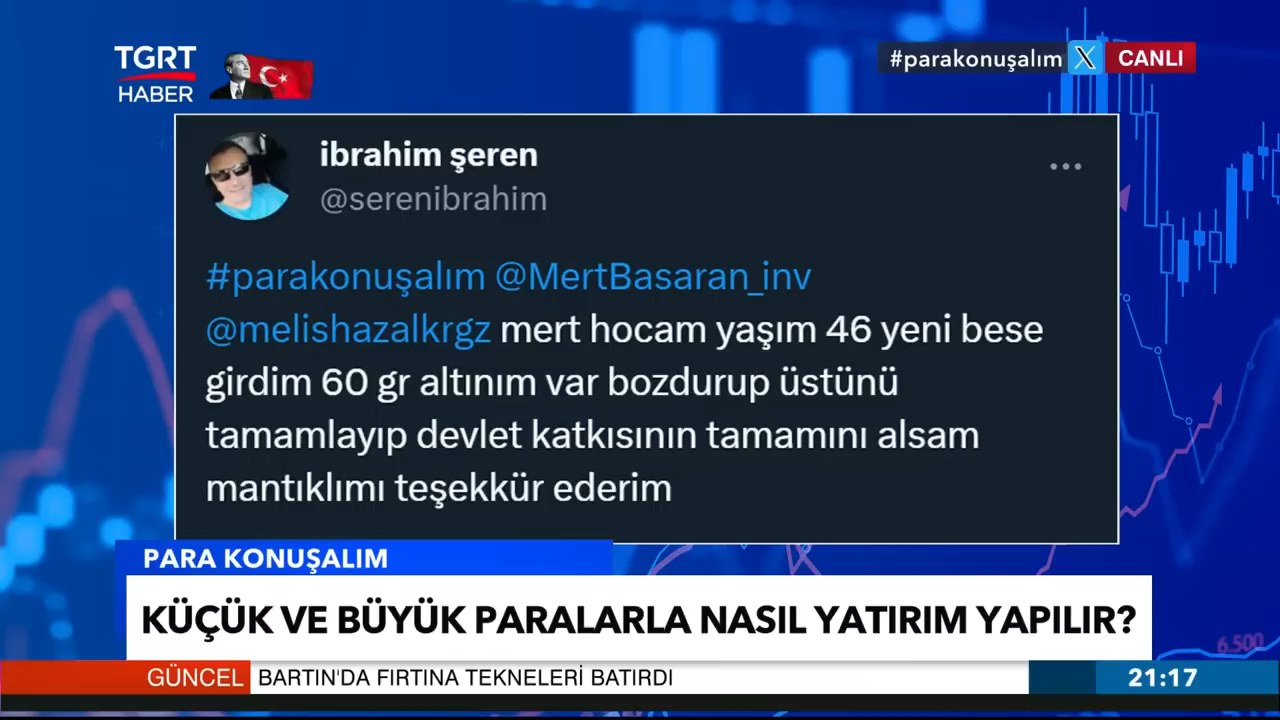 TGRT
HABER
#parakonuşalım X CANLI
ibrahim şeren
@serenibrahim
#parakonuşalım @MertBasaran_inv
@melishazalkrgz mert hocam yaşım 46 yeni bese
girdim 60 gr altınım var bozdurup üstünü
tamamlayıp devlet katkısının tamamını alsam
mantıklımı teşekkür ederim
PARA KONUŞALIM
KÜÇÜK VE BÜYÜK PARALARLA NASIL YATIRIM YAPILIR?
6.500
GÜNCEL BARTIN'DA FIRTINA TEKNELERİ BATIRDI
21:17